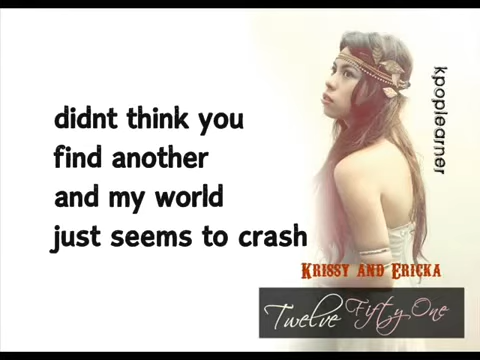 didnt think you
find another
and my world
just seems to crash
kpoplearner
KRISSY AND ERICKA
Twelve Fifty One